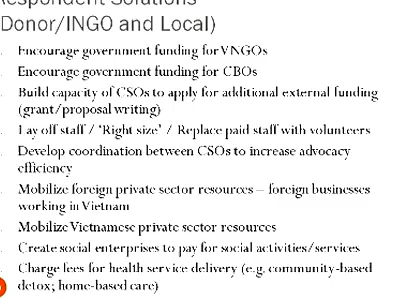 Respondent Solutions
(Donor/INGO and Local)
Encourage government funding for VNGOs
Encourage government funding for CBOs
Build capacity of CSOs to apply for additional external funding
(grant/proposal writing)
Lay off staff / ‘Right size’ / Replace paid staff with volunteers
Develop coordination between CSOs to increase advocacy
efficiency
Mobilize foreign private sector resources – foreign businesses
working in Vietnam
Mobilize Vietnamese private sector resources
Create social enterprises to pay for social activities/services
Charge fees for health service delivery (e.g. community-based
detox; home-based care)